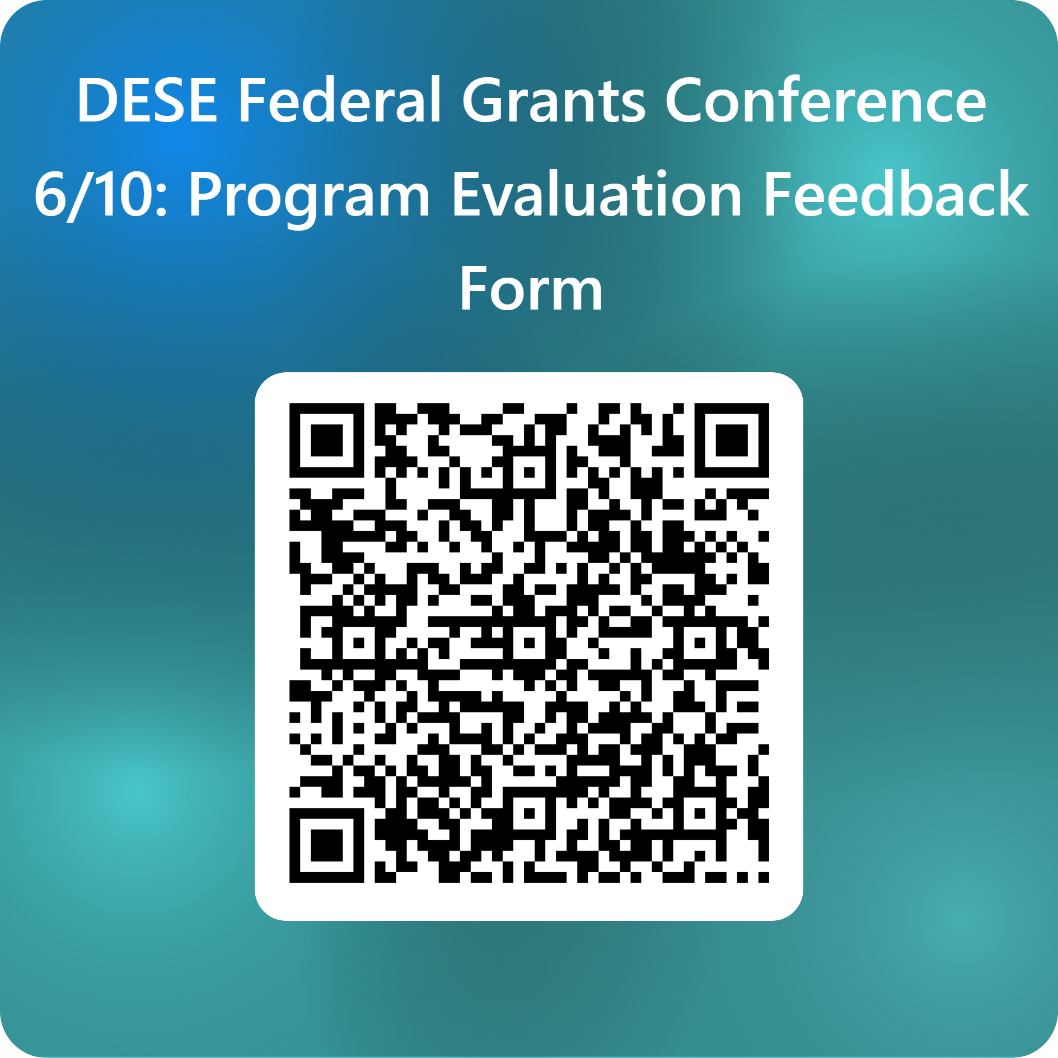 DESE Federal Grants Conference
6/10: Program Evaluation Feedback
Form